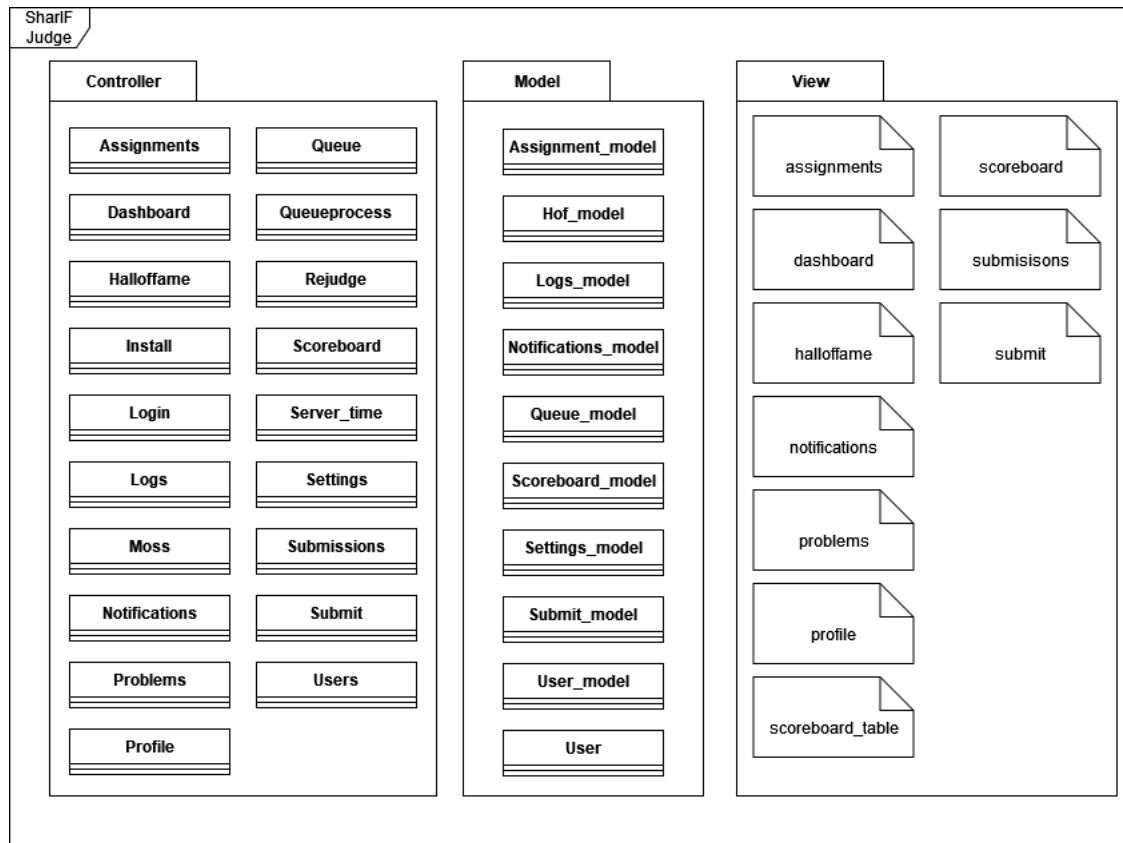 SharIF
Judge
Controller
Assignments
Dashboard
Halloffame
Install
Login
Logs
Moss
Notifications
Problems
Profile
Queue
Queueprocess
Rejudge
Scoreboard
Server_time
Settings
Submissions
Submit
Users
Model
Assignment_model
Hof_model
Logs_model
Notifications_model
Queue_model
Scoreboard_model
Settings_model
Submit_model
User_model
User
View
assignments
dashboard
halloffame
notifications
problems
profile
scoreboard_table
scoreboard
submisisons
submit